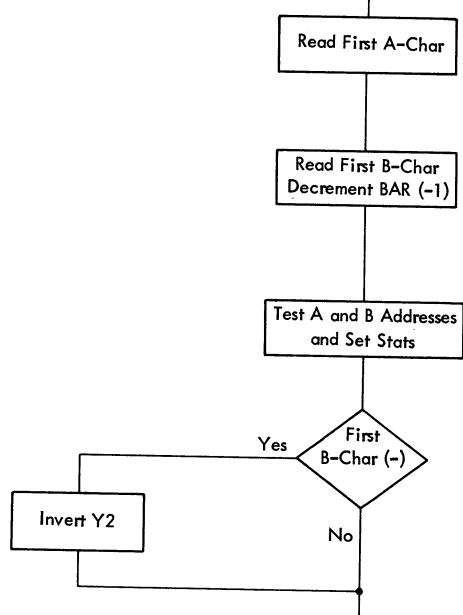 Read First A-Char
Read First B-Char
Decrement BAR (-1)
Test A and B Addresses
and Set Stats
First
B-Char (-)
Yes
Invert Y2
No